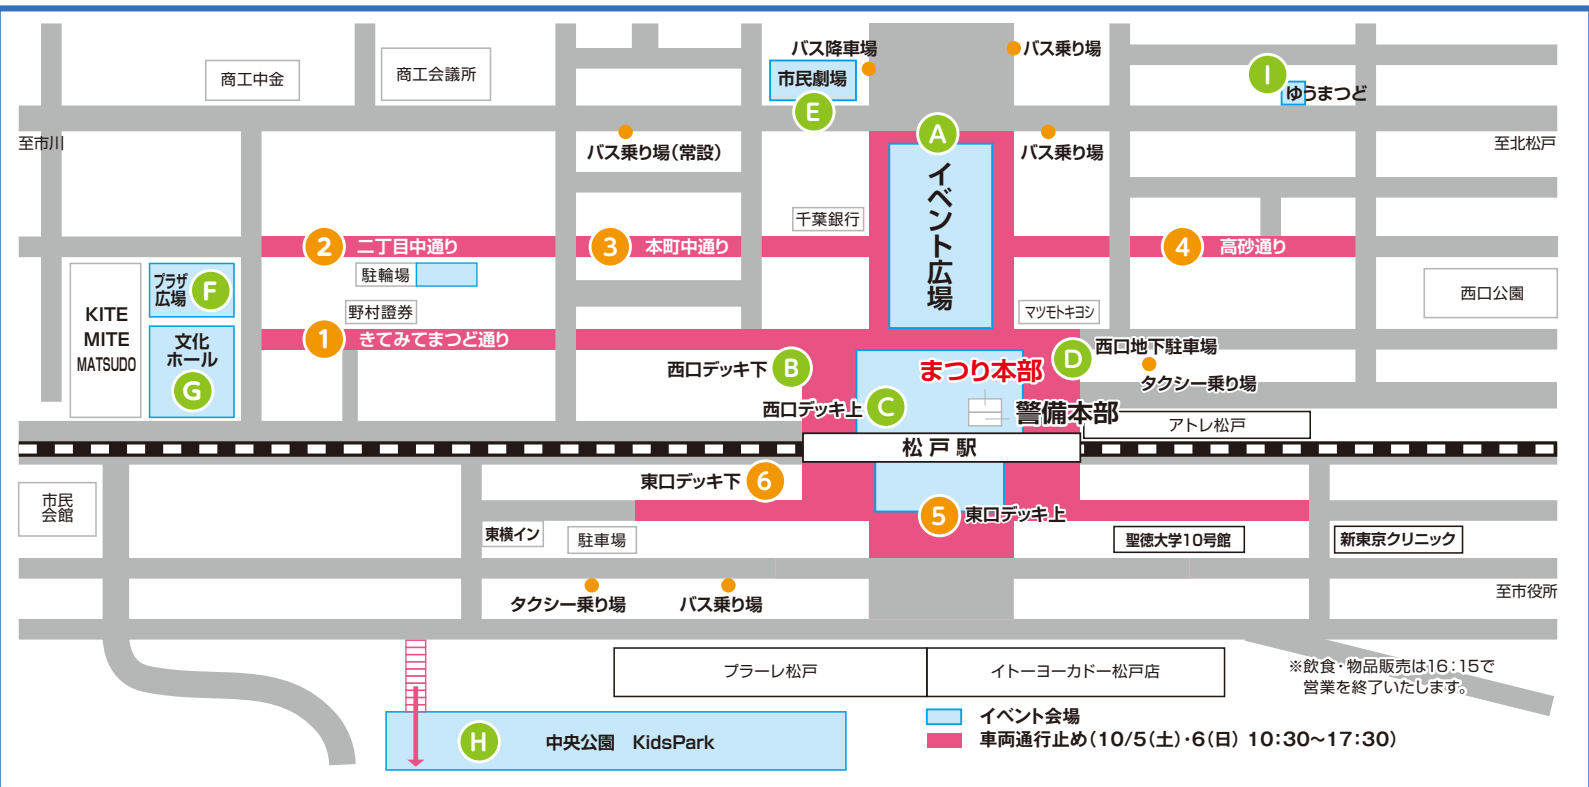 バス降車場
バス乗り場
商工中金
商工会議所
市民劇場
E
I
ゆうまつど
A
至市川
バス乗り場(常設)
バス乗り場
至北松戸
イベント広場
千葉銀行
2 二丁目中通り
3 本町中通り
4 高砂通り
プラザ
広場
F
駐輪場
西口公園
KITE
MITE
MATSUDO
野村證券
マツモトキヨシ
1 きてみてまつど通り
文化
ホール
G
西口デッキ下 B
まつり本部
D 西口地下駐車場
タクシー乗り場
西口デッキ上 C
警備本部
アトレ松戸
松戸駅
東口デッキ下 6
市民
会館
5 東口デッキ上
東横イン
駐車場
聖徳大学10号館
新東京クリニック
タクシー乗り場
バス乗り場
至市役所
プラーレ松戸
イトーヨーカドー松戸店
※飲食・物品販売は16:15で
営業を終了いたします。
H 中央公園 KidsPark
イベント会場
車両通行止め(10/5(土)・6(日) 10:30〜17:30)